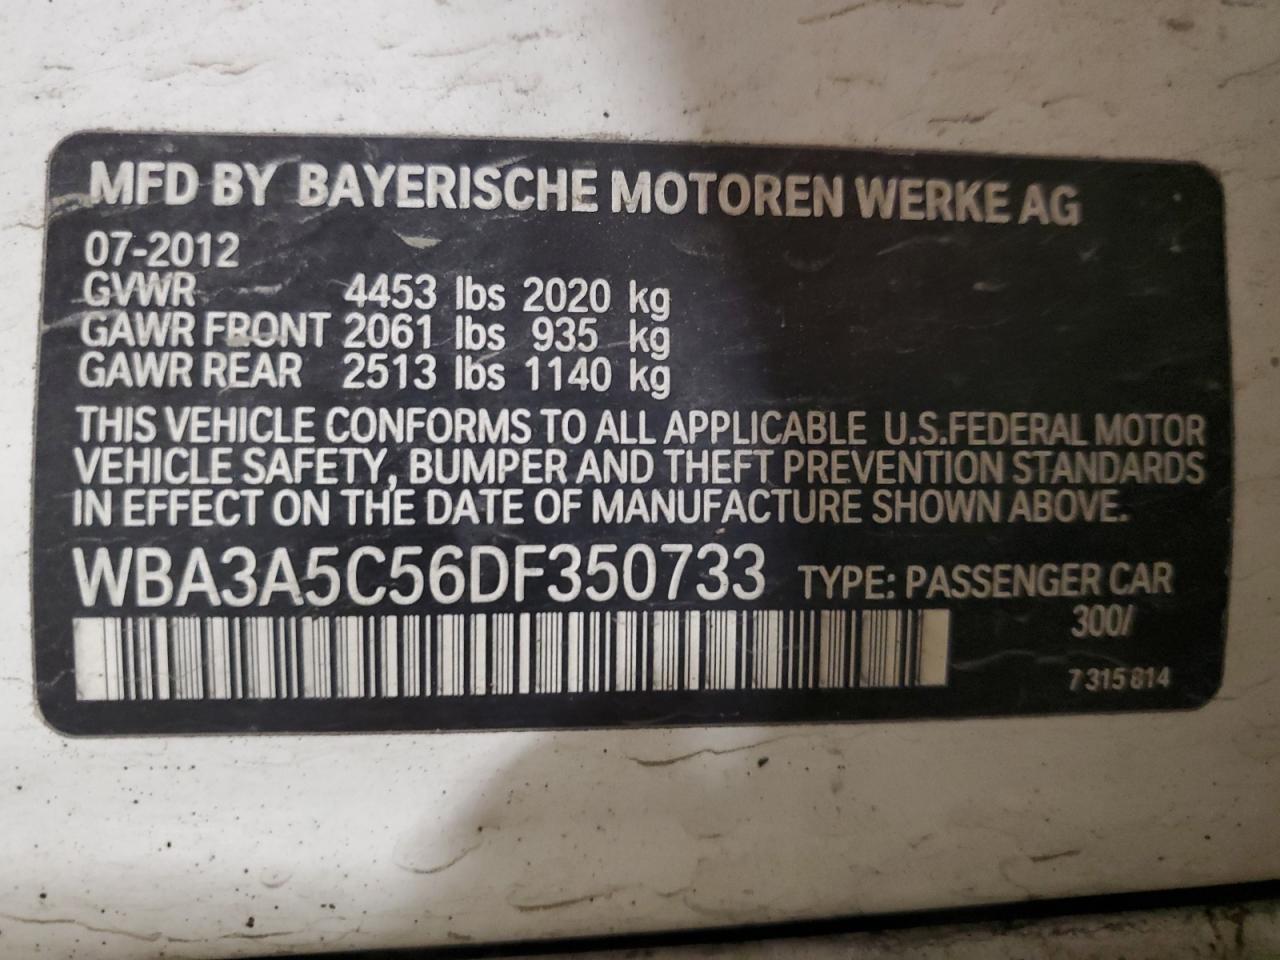 MFD BY BAYERISCHE MOTOREN WERKE AG
07-2012
GVWR 4453 lbs 2020 kg
GAWR FRONT 2061 lbs 935 kg
GAWR REAR 2513 lbs 1140 kg
THIS VEHICLE CONFORMS TO ALL APPLICABLE U.S.FEDERAL MOTOR
VEHICLE SAFETY, BUMPER AND THEFT PREVENTION STANDARDS
IN EFFECT ON THE DATE OF MANUFACTURE SHOWN ABOVE.
WBA3A5C56DF350733 TYPE: PASSENGER CAR
300/
7 315 814